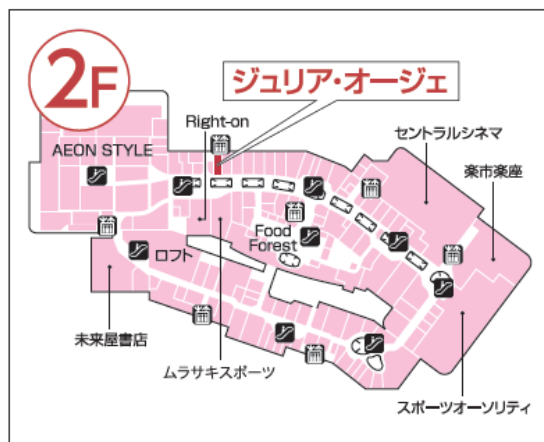 2F
ジュリア・オージェ
Right-on
セントラルシネマ
AEON STYLE
楽市楽座
Food
Forest
ロフト
未来屋書店
ムラサキスポーツ
スポーツオーソリティ